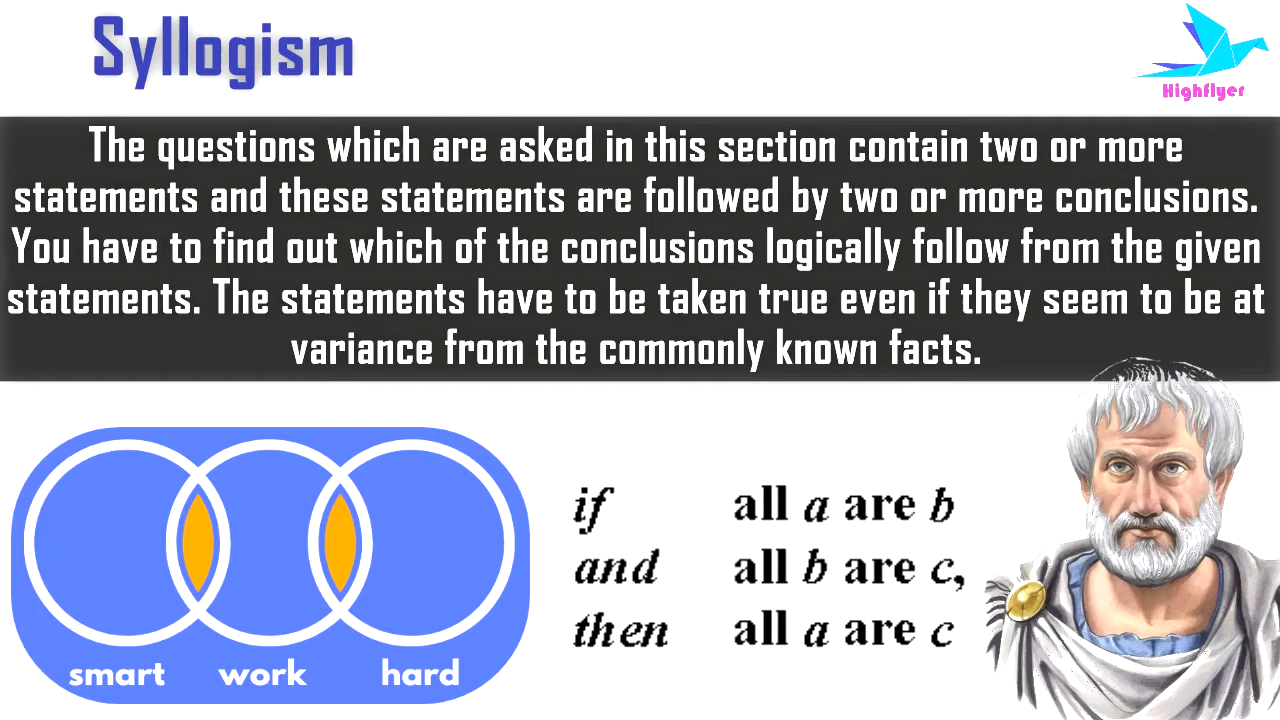 Syllogism
Highflyer
The questions which are asked in this section contain two or more
statements and these statements are followed by two or more conclusions.
You have to find out which of the conclusions logically follow from the given
statements. The statements have to be taken true even if they seem to be at
variance from the commonly known facts.
smart work hard
if all a are b
and all b are c,
then all a are c